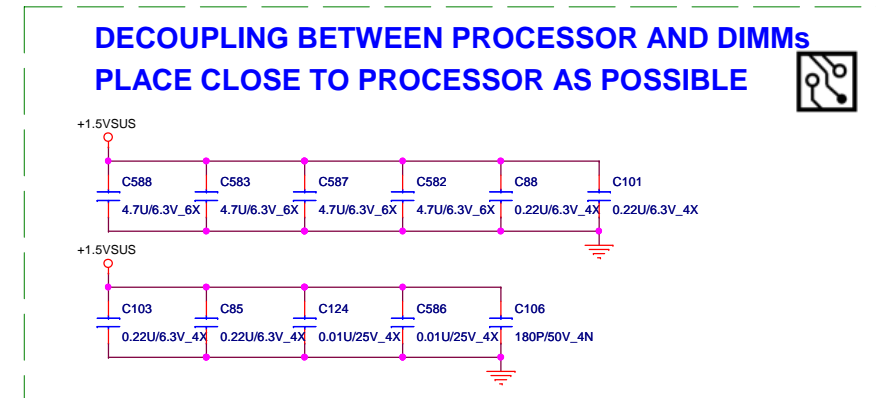 DECOUPLING BETWEEN PROCESSOR AND DIMMs
PLACE CLOSE TO PROCESSOR AS POSSIBLE
+1.5VSUS
C588 C583 C587 C582 C88 C101
4.7U/6.3V_6X 4.7U/6.3V_6X 4.7U/6.3V_6X 4.7U/6.3V_6X 0.22U/6.3V_4X 0.22U/6.3V_4X
+1.5VSUS
C103 C85 C124 C586 C106
0.22U/6.3V_4X 0.22U/6.3V_4X 0.01U/25V_4X 0.01U/25V_4X 180P/50V_4N